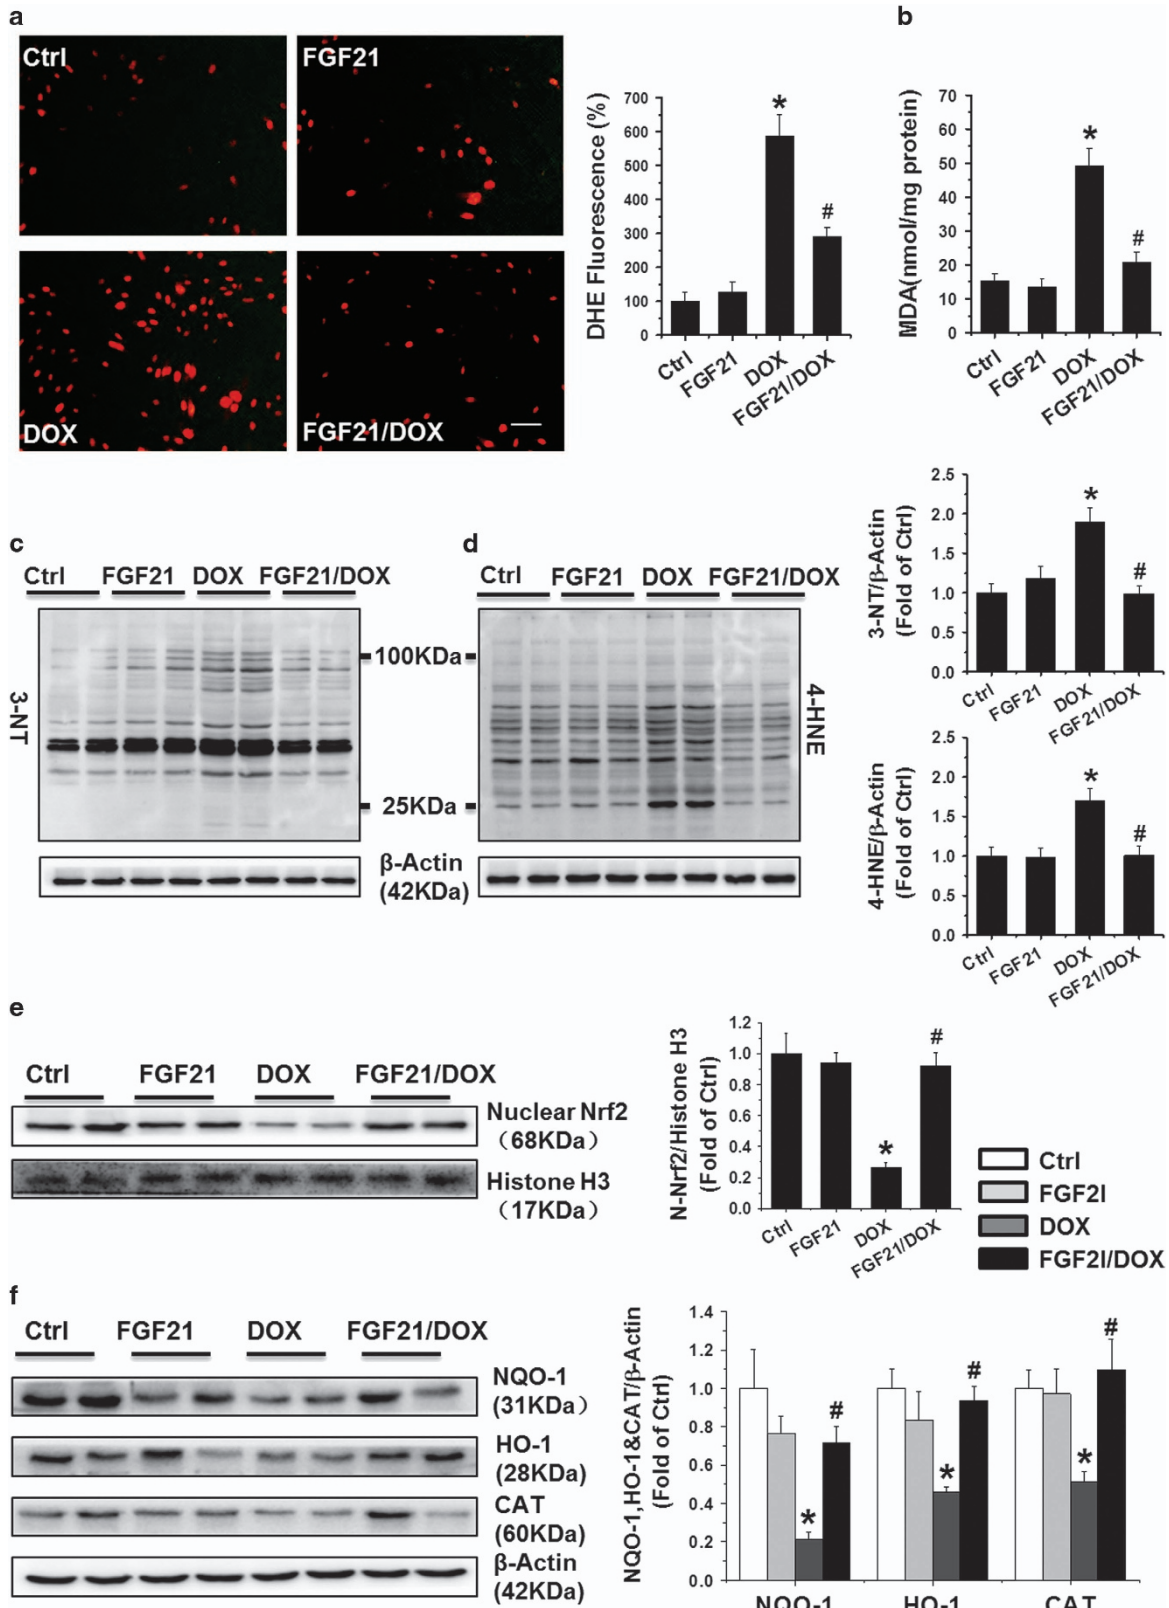 a
b
Ctrl
FGF21
DOX
FGF21/DOX
DHE Fluorescence (%)
700
600
500
400
300
200
100
0
*
#
Ctrl
FGF21
DOX
FGF21/DOX
MDA(nmol/mg protein)
70
60
50
40
30
20
10
0
*
#
Ctrl
FGF21
DOX
FGF21/DOX
c
Ctrl FGF21 DOX FGF21/DOX
3-NT
100KDa
25KDa
β-Actin
(42KDa)
d
Ctrl FGF21 DOX FGF21/DOX
4-HNE
3-NT/β-Actin
(Fold of Ctrl)
2.5
2.0
1.5
1.0
0.5
0.0
*
#
Ctrl
FGF21
DOX
FGF21/DOX
4-HNE/β-Actin
(Fold of Ctrl)
2.5
2.0
1.5
1.0
0.5
0.0
*
#
Ctrl
FGF21
DOX
FGF21/DOX
e
Ctrl FGF21 DOX FGF21/DOX
Nuclear Nrf2
（68KDa）
Histone H3
（17KDa）
N-Nrf2/Histone H3
(Fold of Ctrl)
1.2
1.0
0.8
0.6
0.4
0.2
0.0
*
#
Ctrl
FGF21
DOX
FGF21/DOX
Ctrl
FGF2I
DOX
FGF2I/DOX
f
Ctrl FGF21 DOX FGF21/DOX
NQO-1
(31KDa）
HO-1
(28KDa)
CAT
(60KDa)
β-Actin
(42KDa)
NQO-1,HO-1&CAT/β-Actin
(Fold of Ctrl)
1.4
1.2
1.0
0.8
0.6
0.4
0.2
0.0
*
#
*
#
*
#
NQO-1 HO-1 CAT